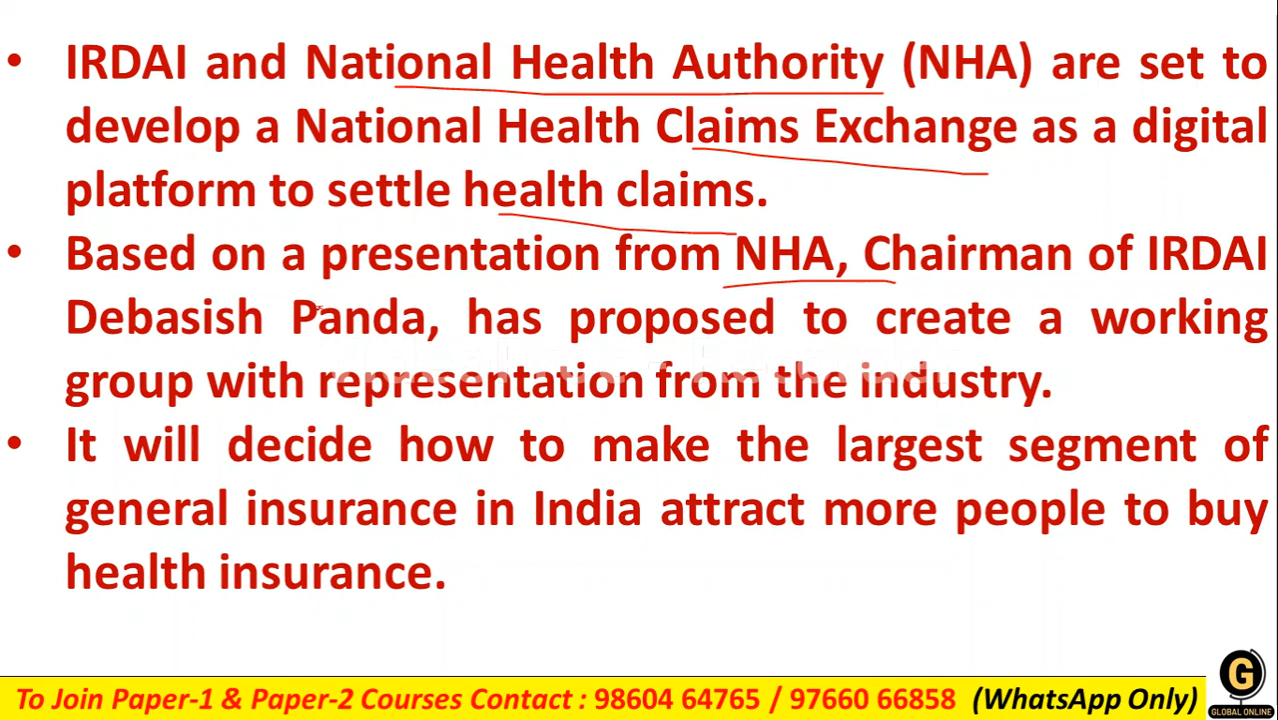 • IRDAI and National Health Authority (NHA) are set to
develop a National Health Claims Exchange as a digital
platform to settle health claims.
• Based on a presentation from NHA, Chairman of IRDAI
Debasish Panda, has proposed to create a working
group with representation from the industry.
• It will decide how to make the largest segment of
general insurance in India attract more people to buy
health insurance.
To Join Paper-1 & Paper-2 Courses Contact : 98604 64765 / 97660 66858 (WhatsApp Only)
G
GLOBAL ONLINE